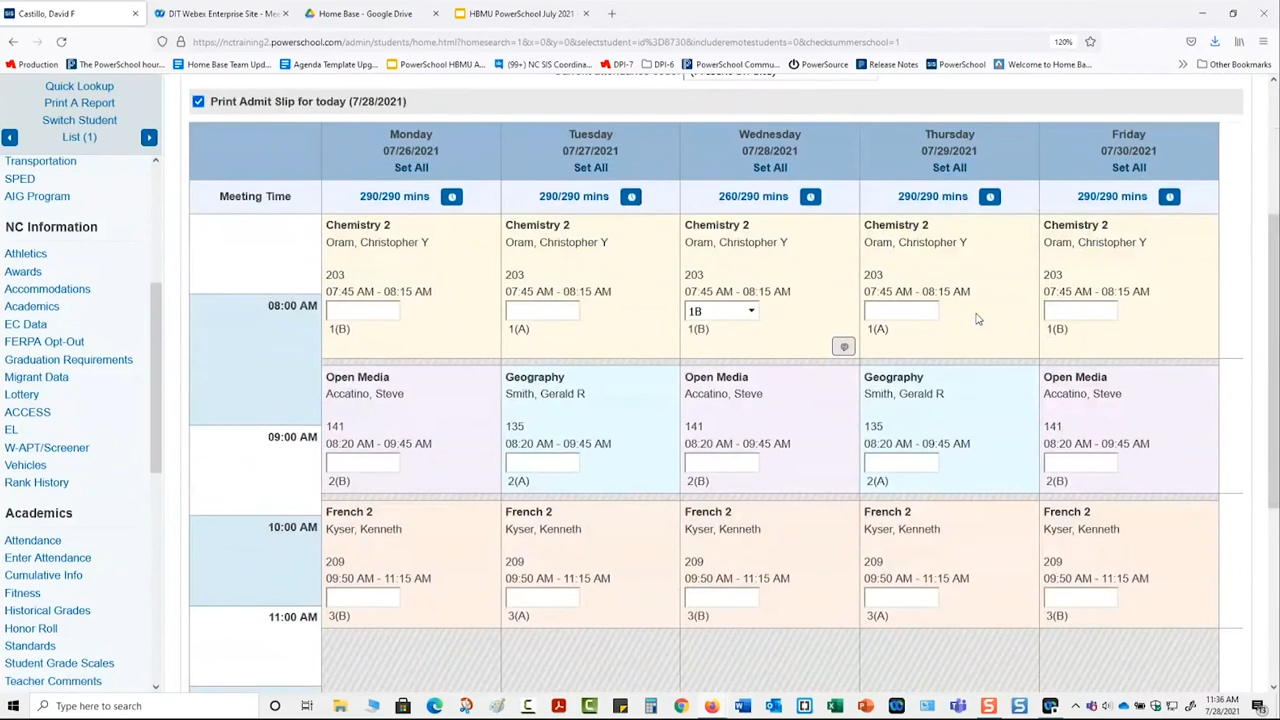 Castillo, David F
DIT Webex Enterprise Site - Mee
Home Base - Google Drive
HBMU PowerSchool July 2021
https://nctraining2.powerschool.com/admin/students/home.html?homesearch=1&x=0&y=0&selectstudent=id%3D8730&includeremotestudents=0&checksummerschool=1
120%
Production
The PowerSchool hour...
Home Base Team Upd...
Agenda Template Upg...
PowerSchool HBMU A...
(99+) NC SIS Coordina...
DPI-7
DPI-6
PowerSchool Commu...
PowerSource
Release Notes
PowerSchool
Welcome to Home Ba...
Other Bookmarks
Quick Lookup
Print A Report
Switch Student
List (1)
Transportation
SPED
AIG Program
NC Information
Athletics
Awards
Accommodations
Academics
EC Data
FERPA Opt-Out
Graduation Requirements
Migrant Data
Lottery
ACCESS
EL
W-APT/Screener
Vehicles
Rank History
Academics
Attendance
Enter Attendance
Cumulative Info
Fitness
Historical Grades
Honor Roll
Standards
Student Grade Scales
Teacher Comments
Print Admit Slip for today (7/28/2021)
Monday Tuesday Wednesday Thursday Friday
07/26/2021 07/27/2021 07/28/2021 07/29/2021 07/30/2021
Set All Set All Set All Set All Set All
Meeting Time 290/290 mins 290/290 mins 260/290 mins 290/290 mins 290/290 mins
Chemistry 2 Chemistry 2 Chemistry 2 Chemistry 2 Chemistry 2
Oram, Christopher Y Oram, Christopher Y Oram, Christopher Y Oram, Christopher Y Oram, Christopher Y
203 203 203 203 203
07:45 AM - 08:15 AM 07:45 AM - 08:15 AM 07:45 AM - 08:15 AM 07:45 AM - 08:15 AM 07:45 AM - 08:15 AM
08:00 AM 1B
1(B) 1(A) 1(B) 1(A) 1(B)
Open Media Geography Open Media Geography Open Media
Accatino, Steve Smith, Gerald R Accatino, Steve Smith, Gerald R Accatino, Steve
141 135 141 135 141
09:00 AM 08:20 AM - 09:45 AM 08:20 AM - 09:45 AM 08:20 AM - 09:45 AM 08:20 AM - 09:45 AM 08:20 AM - 09:45 AM
2(B) 2(A) 2(B) 2(A) 2(B)
French 2 French 2 French 2 French 2 French 2
10:00 AM Kyser, Kenneth Kyser, Kenneth Kyser, Kenneth Kyser, Kenneth Kyser, Kenneth
209 209 209 209 209
09:50 AM - 11:15 AM 09:50 AM - 11:15 AM 09:50 AM - 11:15 AM 09:50 AM - 11:15 AM 09:50 AM - 11:15 AM
11:00 AM 3(B) 3(A) 3(B) 3(A) 3(B)
Type here to search
11:36 AM
7/28/2021